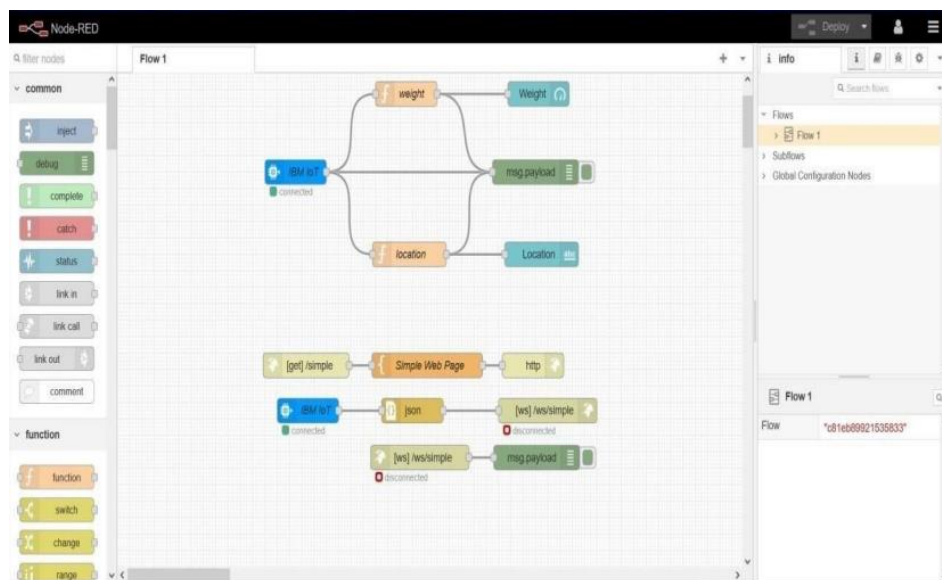 Node-RED
Deploy
filter nodes
Flow 1
i info
i
Search flows
common
inject
debug
complete
catch
status
link in
link call
link out
comment
function
function
switch
change
range
weight
Weight
IBM IoT
connected
msg.payload
location
Location
abc
[get] /simple
Simple Web Page
http
IBM IoT
connected
json
[ws] /ws/simple
disconnected
[ws] /ws/simple
disconnected
msg.payload
Flows
Flow 1
Subflows
Global Configuration Nodes
Flow 1
Flow
"c81eb89921535833"